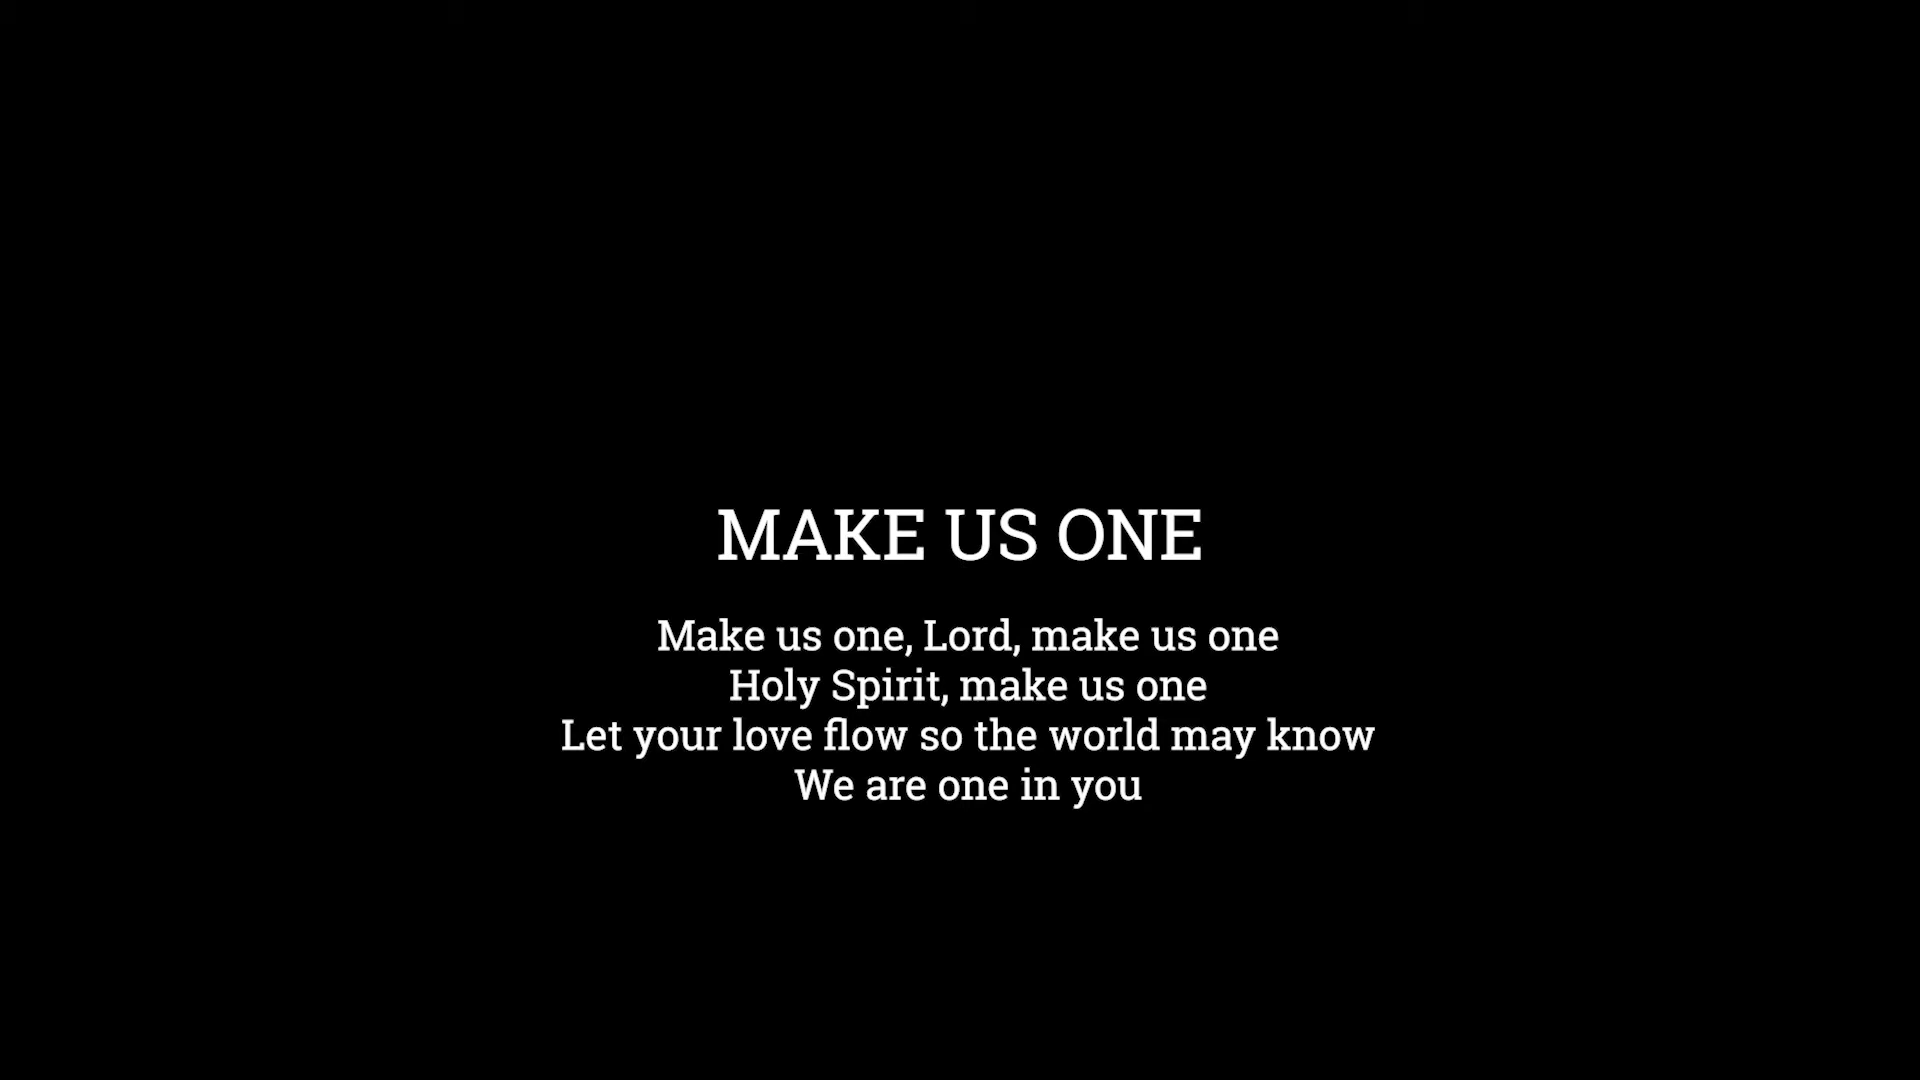 MAKE US ONE
Make us one, Lord, make us one
Holy Spirit, make us one
Let your love flow so the world may know
We are one in you